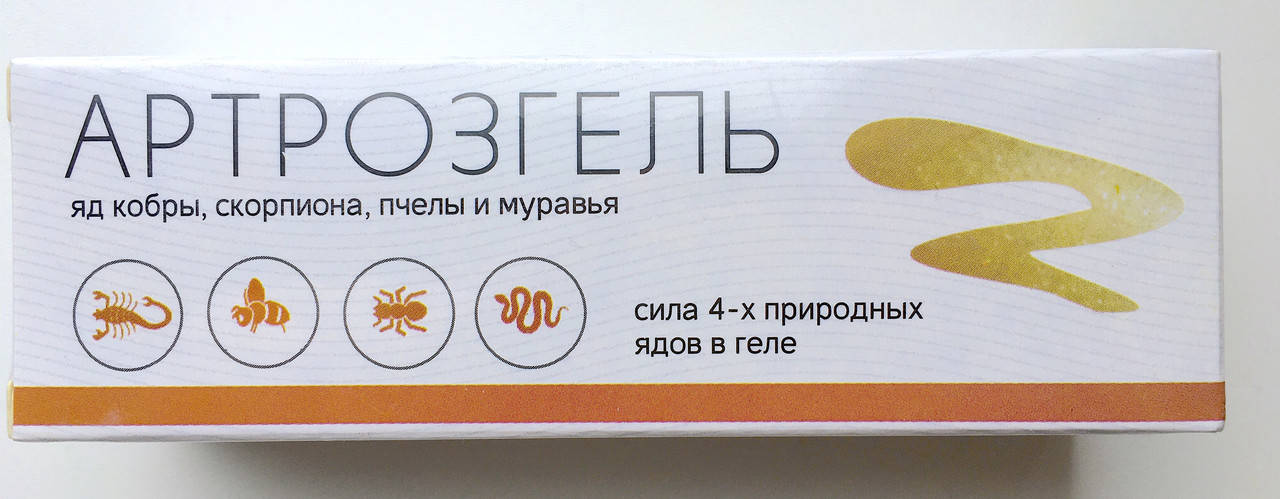 АРТРОЗГЕЛЬ
яд кобры, скорпиона, пчелы и муравья
сила 4-х природных
ядов в геле